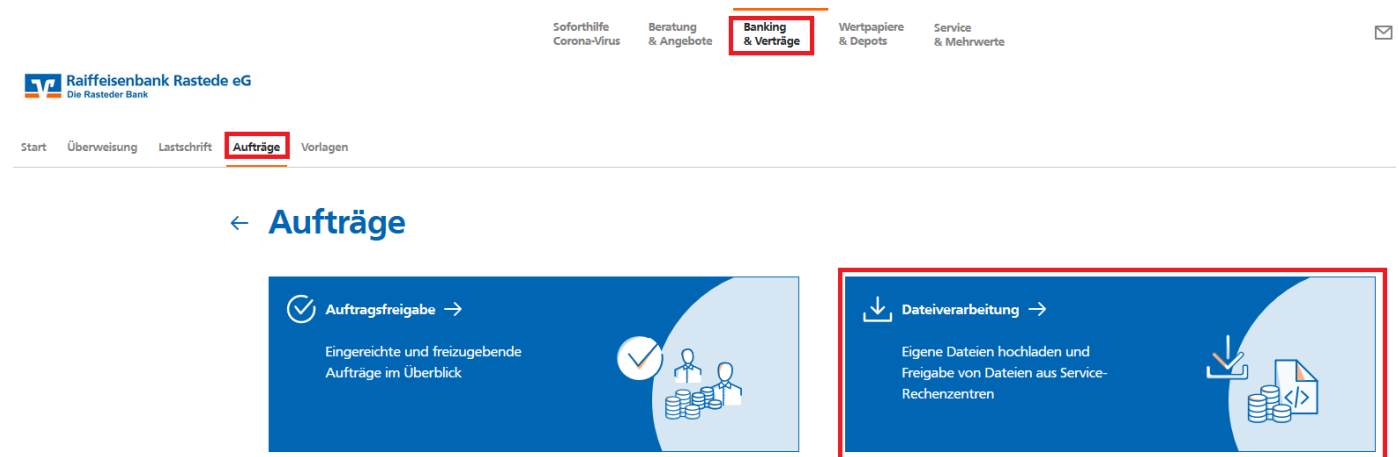 Soforthilfe
Corona-Virus
Beratung
& Angebote
Banking
& Verträge
Wertpapiere
& Depots
Service
& Mehrwerte
Raiffeisenbank Rastede eG
Die Rasteder Bank
Start Überweisung Lastschrift Aufträge Vorlagen
← Aufträge
Auftragsfreigabe →
Eingereichte und freizugebende
Aufträge im Überblick
Dateiverarbeitung →
Eigene Dateien hochladen und
Freigabe von Dateien aus Service-
Rechenzentren